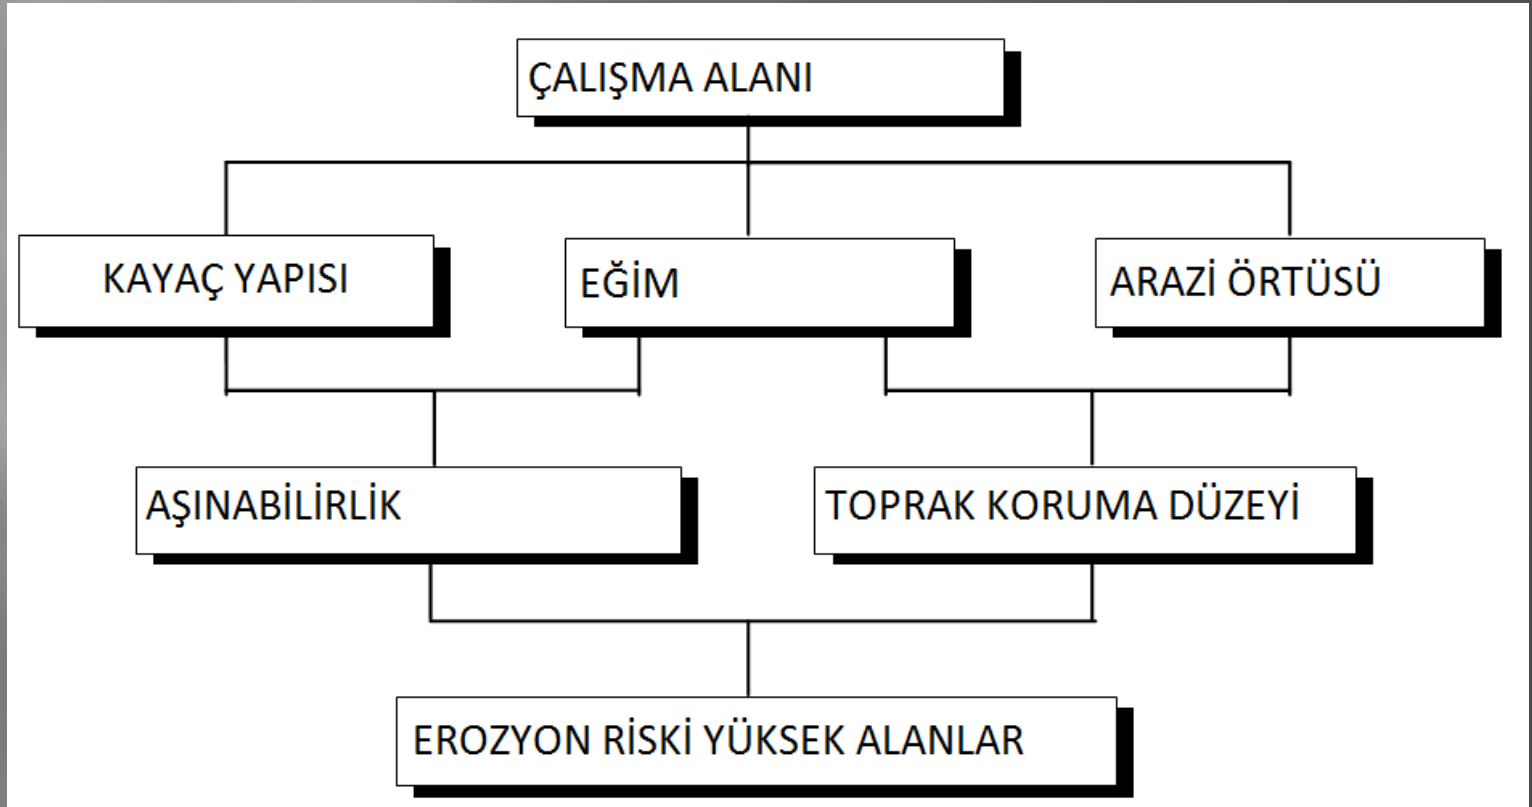 ÇALIŞMA ALANI
KAYAÇ YAPISI
EĞİM
ARAZİ ÖRTÜSÜ
AŞINABİLİRLİK
TOPRAK KORUMA DÜZEYİ
EROZYON RİSKİ YÜKSEK ALANLAR